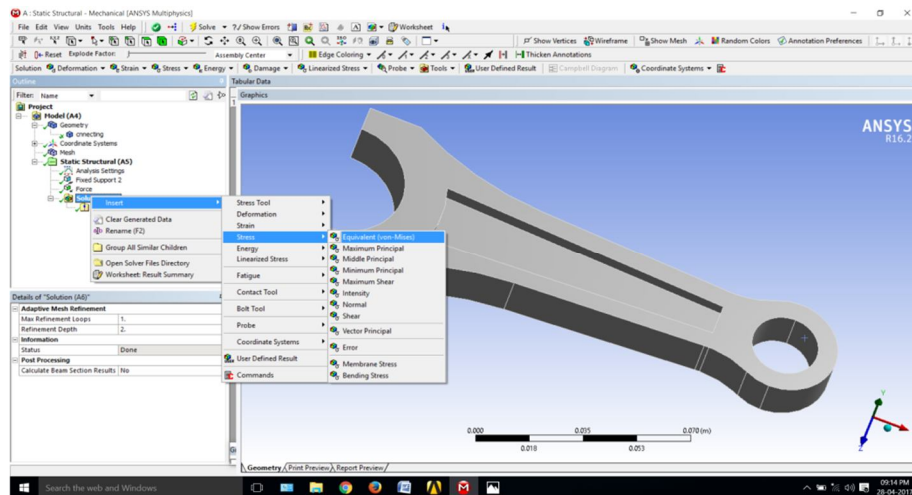 A : Static Structural - Mechanical [ANSYS Multiphysics]
File Edit View Units Tools Help Solve ?/ Show Errors Worksheet
Show Vertices Wireframe Show Mesh Random Colors Annotation Preferences
Reset Explode Factor: Assembly Center Edge Coloring Thicken Annotations
Solution Deformation Strain Stress Energy Damage Linearized Stress Probe Tools User Defined Result Campbell Diagram Coordinate Systems
Outline
Filter: Name
Project
Model (A4)
Geometry
cnnecting
Coordinate Systems
Mesh
Static Structural (A5)
Analysis Settings
Fixed Support 2
Force
Insert
Clear Generated Data
Rename (F2)
Group All Similar Children
Open Solver Files Directory
Worksheet: Result Summary
Stress Tool
Deformation
Strain
Stress
Energy
Linearized Stress
Fatigue
Contact Tool
Bolt Tool
Probe
Coordinate Systems
User Defined Result
Commands
Equivalent (von-Mises)
Maximum Principal
Middle Principal
Minimum Principal
Maximum Shear
Intensity
Normal
Shear
Vector Principal
Error
Membrane Stress
Bending Stress
Details of "Solution (A6)"
Adaptive Mesh Refinement
Max Refinement Loops 1.
Refinement Depth 2.
Information
Status Done
Post Processing
Calculate Beam Section Results No
Tabular Data
Graphics
ANSYS
R16.2
0.000 0.035 0.070 (m)
0.018 0.053
Y
X
Z
Geometry Print Preview Report Preview
Search the web and Windows
09:14 PM
28-04-201